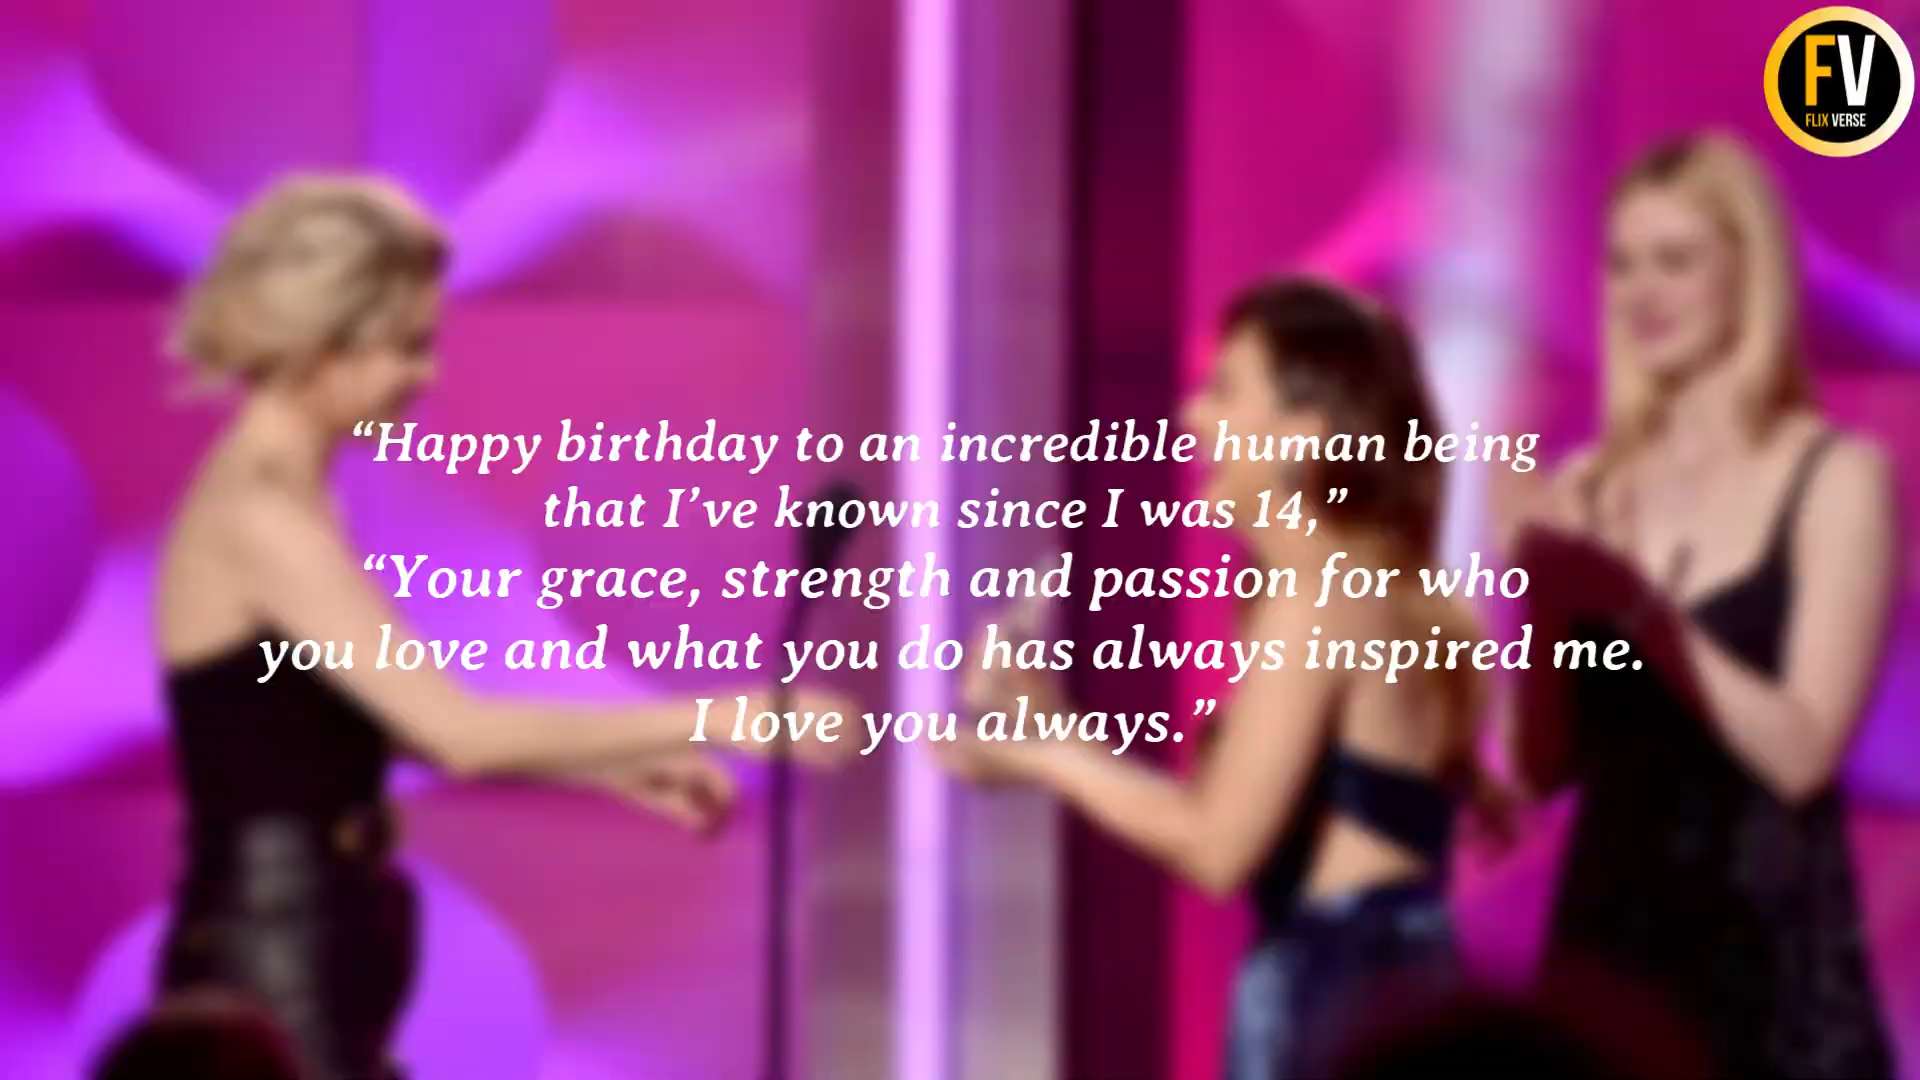 FV
FLIX VERSE
“Happy birthday to an incredible human being
that I’ve known since I was 14,”
“Your grace, strength and passion for who
you love and what you do has always inspired me.
I love you always.”